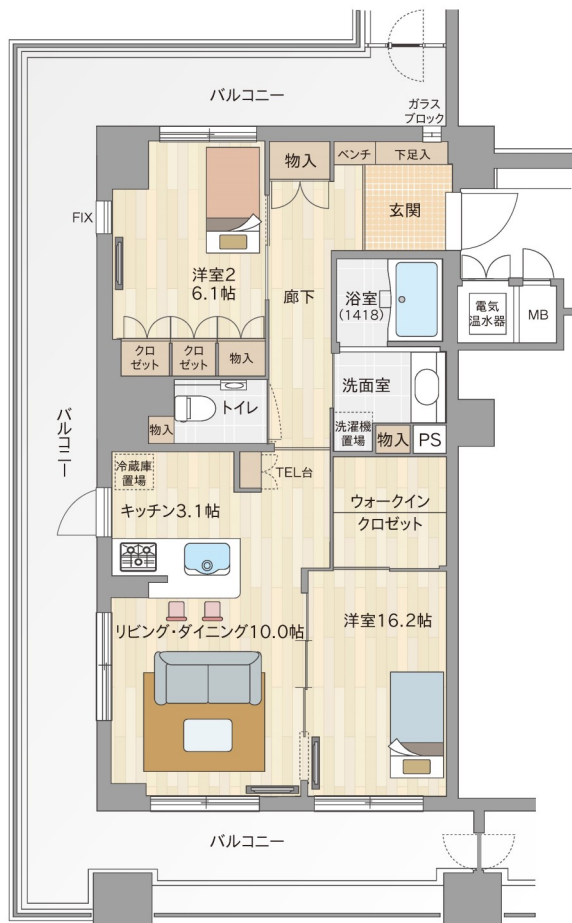 バルコニー
ガラス
ブロック
物入
ベンチ
下足入
玄関
FIX
洋室2
6.1帖
廊下
浴室
(1418)
電気
温水器
MB
クロ
ゼット
クロ
ゼット
物入
洗面室
トイレ
物入
洗濯機
置場
物入
PS
バルコニー
冷蔵庫
置場
TEL台
キッチン3.1帖
ウォークイン
クロゼット
リビング・ダイニング10.0帖
洋室16.2帖
バルコニー